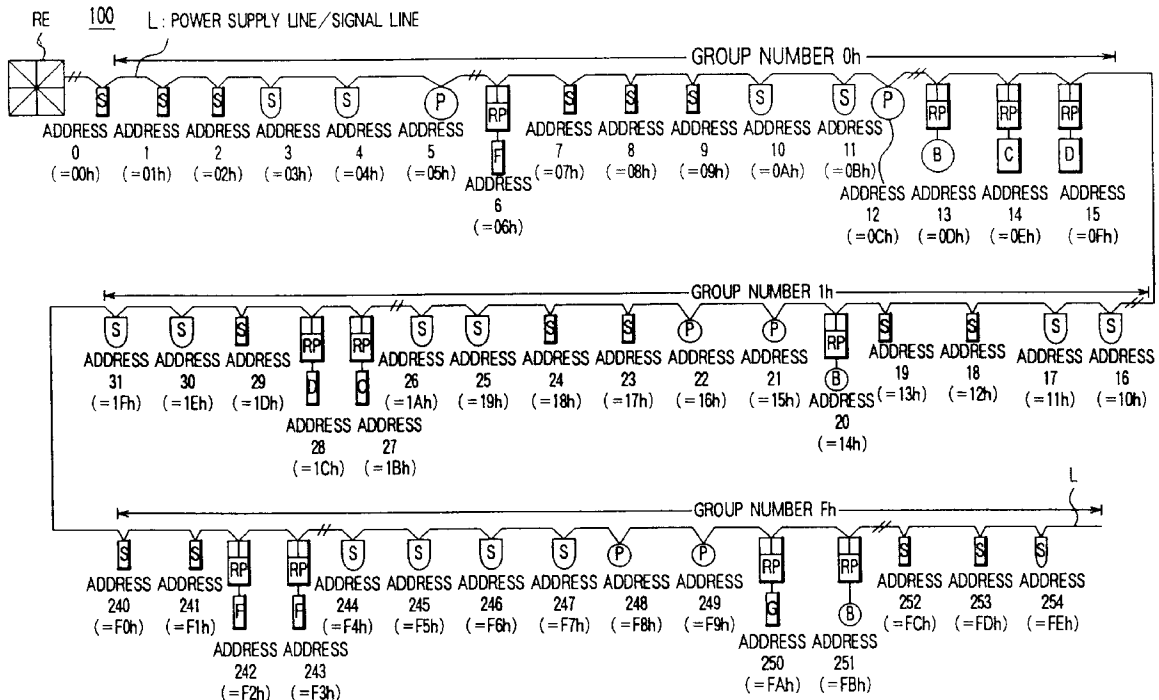 RE 100 L : POWER SUPPLY LINE/SIGNAL LINE
GROUP NUMBER 0h
S S S S S P RP S S S S S P RP RP RP
F B C D
ADDRESS 0 (=00h)
ADDRESS 1 (=01h)
ADDRESS 2 (=02h)
ADDRESS 3 (=03h)
ADDRESS 4 (=04h)
ADDRESS 5 (=05h)
ADDRESS 6 (=06h)
ADDRESS 7 (=07h)
ADDRESS 8 (=08h)
ADDRESS 9 (=09h)
ADDRESS 10 (=0Ah)
ADDRESS 11 (=0Bh)
ADDRESS 12 (=0Ch)
ADDRESS 13 (=0Dh)
ADDRESS 14 (=0Eh)
ADDRESS 15 (=0Fh)
GROUP NUMBER 1h
S S S RP RP S S S S P P RP S S S S
D C B
ADDRESS 31 (=1Fh)
ADDRESS 30 (=1Eh)
ADDRESS 29 (=1Dh)
ADDRESS 28 (=1Ch)
ADDRESS 27 (=1Bh)
ADDRESS 26 (=1Ah)
ADDRESS 25 (=19h)
ADDRESS 24 (=18h)
ADDRESS 23 (=17h)
ADDRESS 22 (=16h)
ADDRESS 21 (=15h)
ADDRESS 20 (=14h)
ADDRESS 19 (=13h)
ADDRESS 18 (=12h)
ADDRESS 17 (=11h)
ADDRESS 16 (=10h)
L
GROUP NUMBER Fh
S S RP RP S S S S P P RP RP S S S
F F G B
ADDRESS 240 (=F0h)
ADDRESS 241 (=F1h)
ADDRESS 242 (=F2h)
ADDRESS 243 (=F3h)
ADDRESS 244 (=F4h)
ADDRESS 245 (=F5h)
ADDRESS 246 (=F6h)
ADDRESS 247 (=F7h)
ADDRESS 248 (=F8h)
ADDRESS 249 (=F9h)
ADDRESS 250 (=FAh)
ADDRESS 251 (=FBh)
ADDRESS 252 (=FCh)
ADDRESS 253 (=FDh)
ADDRESS 254 (=FEh)